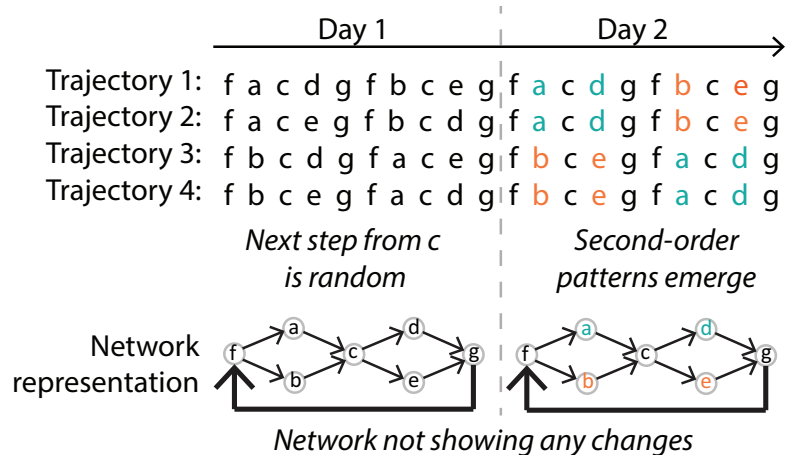 Day 1 Day 2
Trajectory 1: f a c d g f b c e g f a c d g f b c e g
Trajectory 2: f a c e g f b c d g f a c d g f b c e g
Trajectory 3: f b c d g f a c e g f b c e g f a c d g
Trajectory 4: f b c e g f a c d g f b c e g f a c d g
Next step from c
is random
Second-order
patterns emerge
Network
representation
f a b c d e g
f a b c d e g
Network not showing any changes